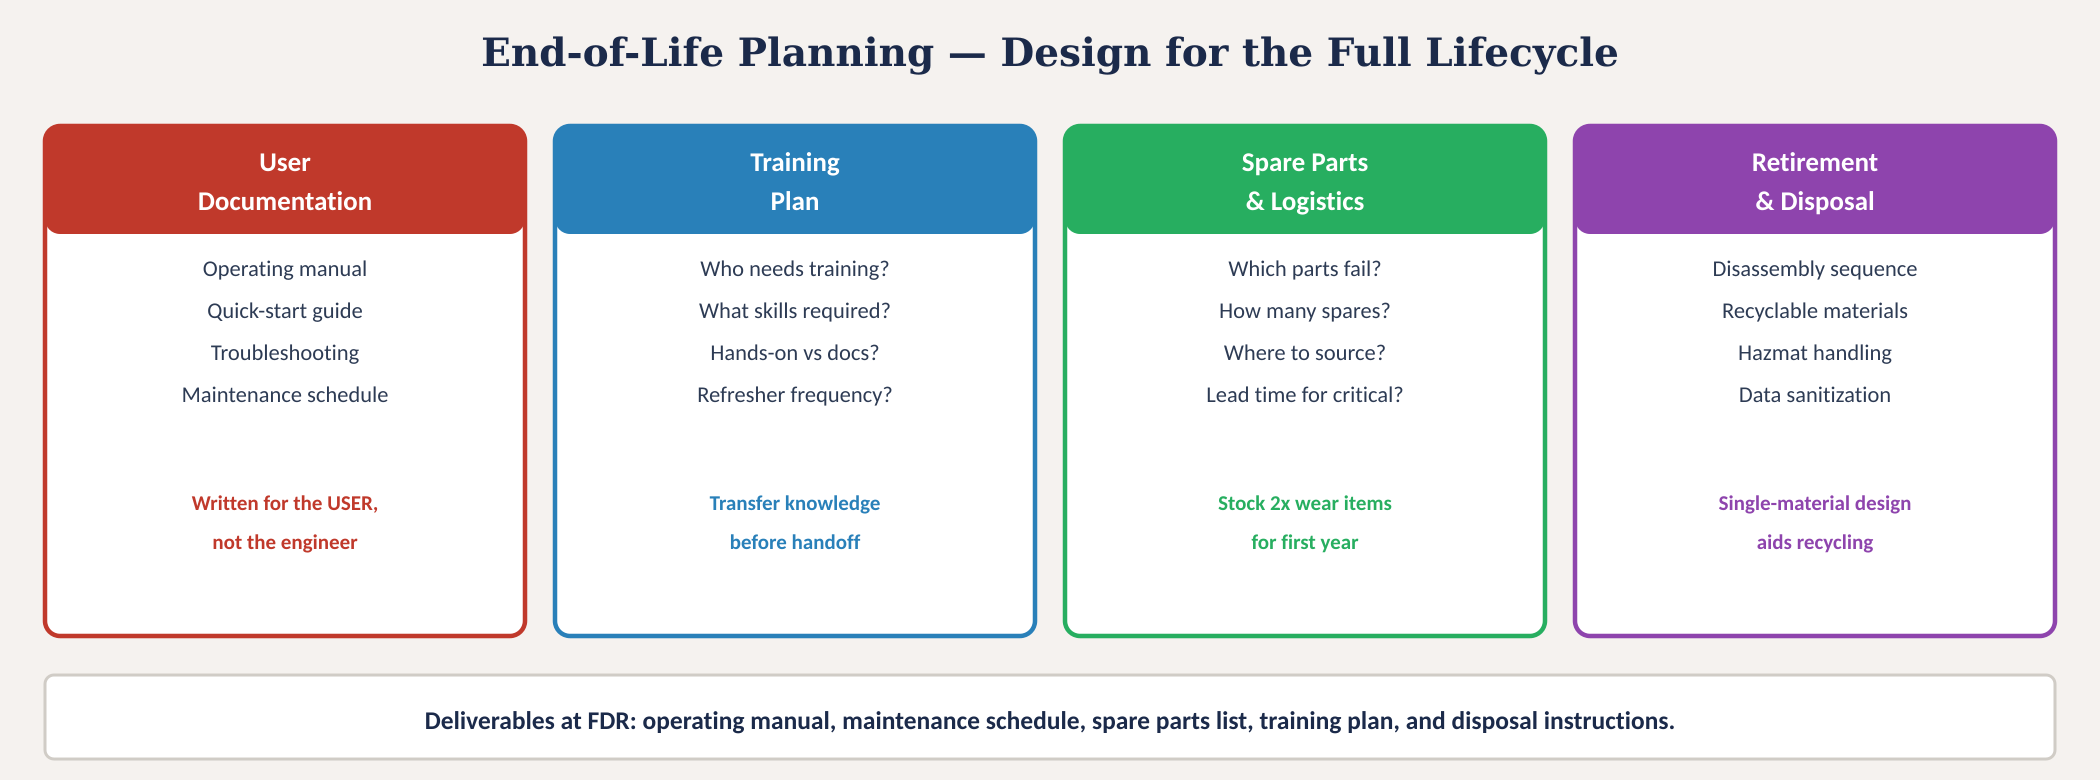 End-of-Life Planning — Design for the Full Lifecycle
User
Documentation
Operating manual
Quick-start guide
Troubleshooting
Maintenance schedule
Written for the USER,
not the engineer
Training
Plan
Who needs training?
What skills required?
Hands-on vs docs?
Refresher frequency?
Transfer knowledge
before handoff
Spare Parts
& Logistics
Which parts fail?
How many spares?
Where to source?
Lead time for critical?
Stock 2x wear items
for first year
Retirement
& Disposal
Disassembly sequence
Recyclable materials
Hazmat handling
Data sanitization
Single-material design
aids recycling
Deliverables at FDR: operating manual, maintenance schedule, spare parts list, training plan, and disposal instructions.